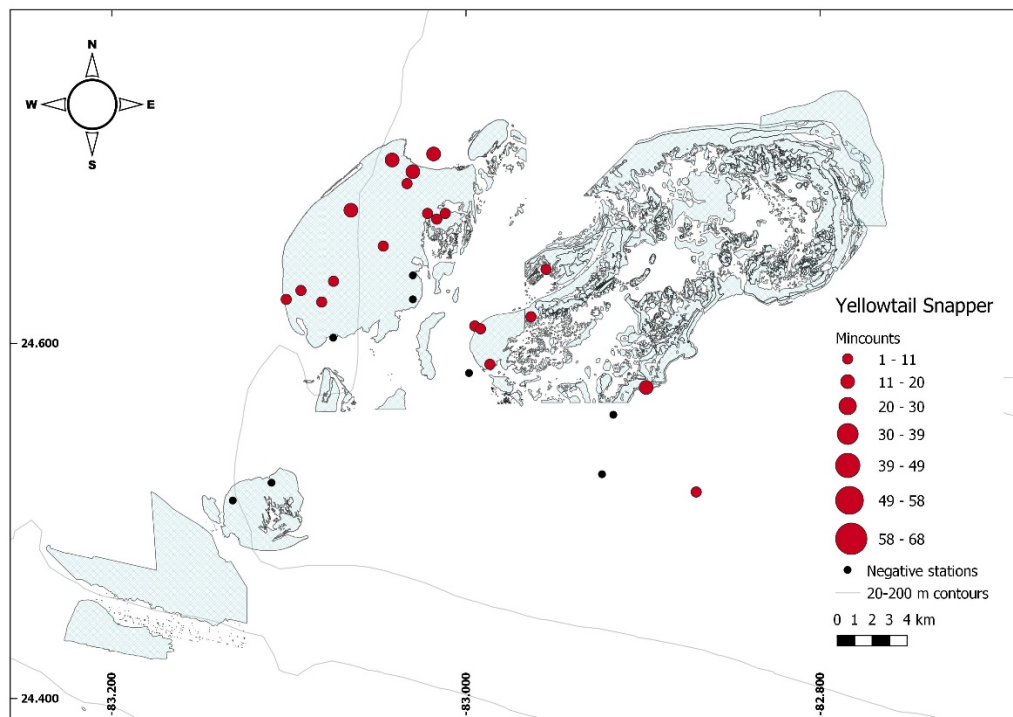 N
W E
S
Yellowtail Snapper
Mincounts
1 - 11
11 - 20
20 - 30
30 - 39
39 - 49
49 - 58
58 - 68
Negative stations
20-200 m contours
0 1 2 3 4 km
24.600
24.400
-83.200
-83.000
-82.800